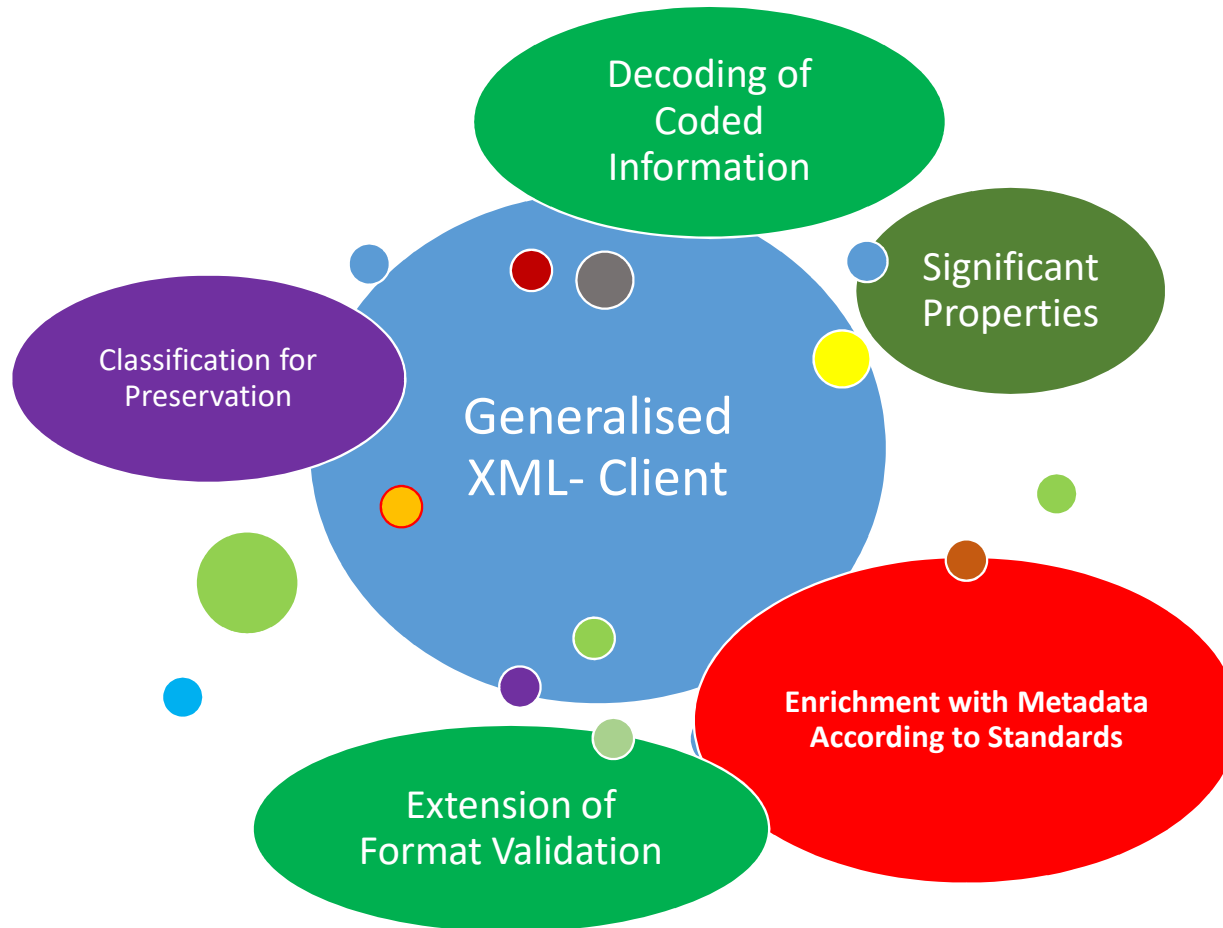 Decoding of
Coded
Information
Significant
Properties
Classification for
Preservation
Generalised
XML- Client
Enrichment with Metadata
According to Standards
Extension of
Format Validation